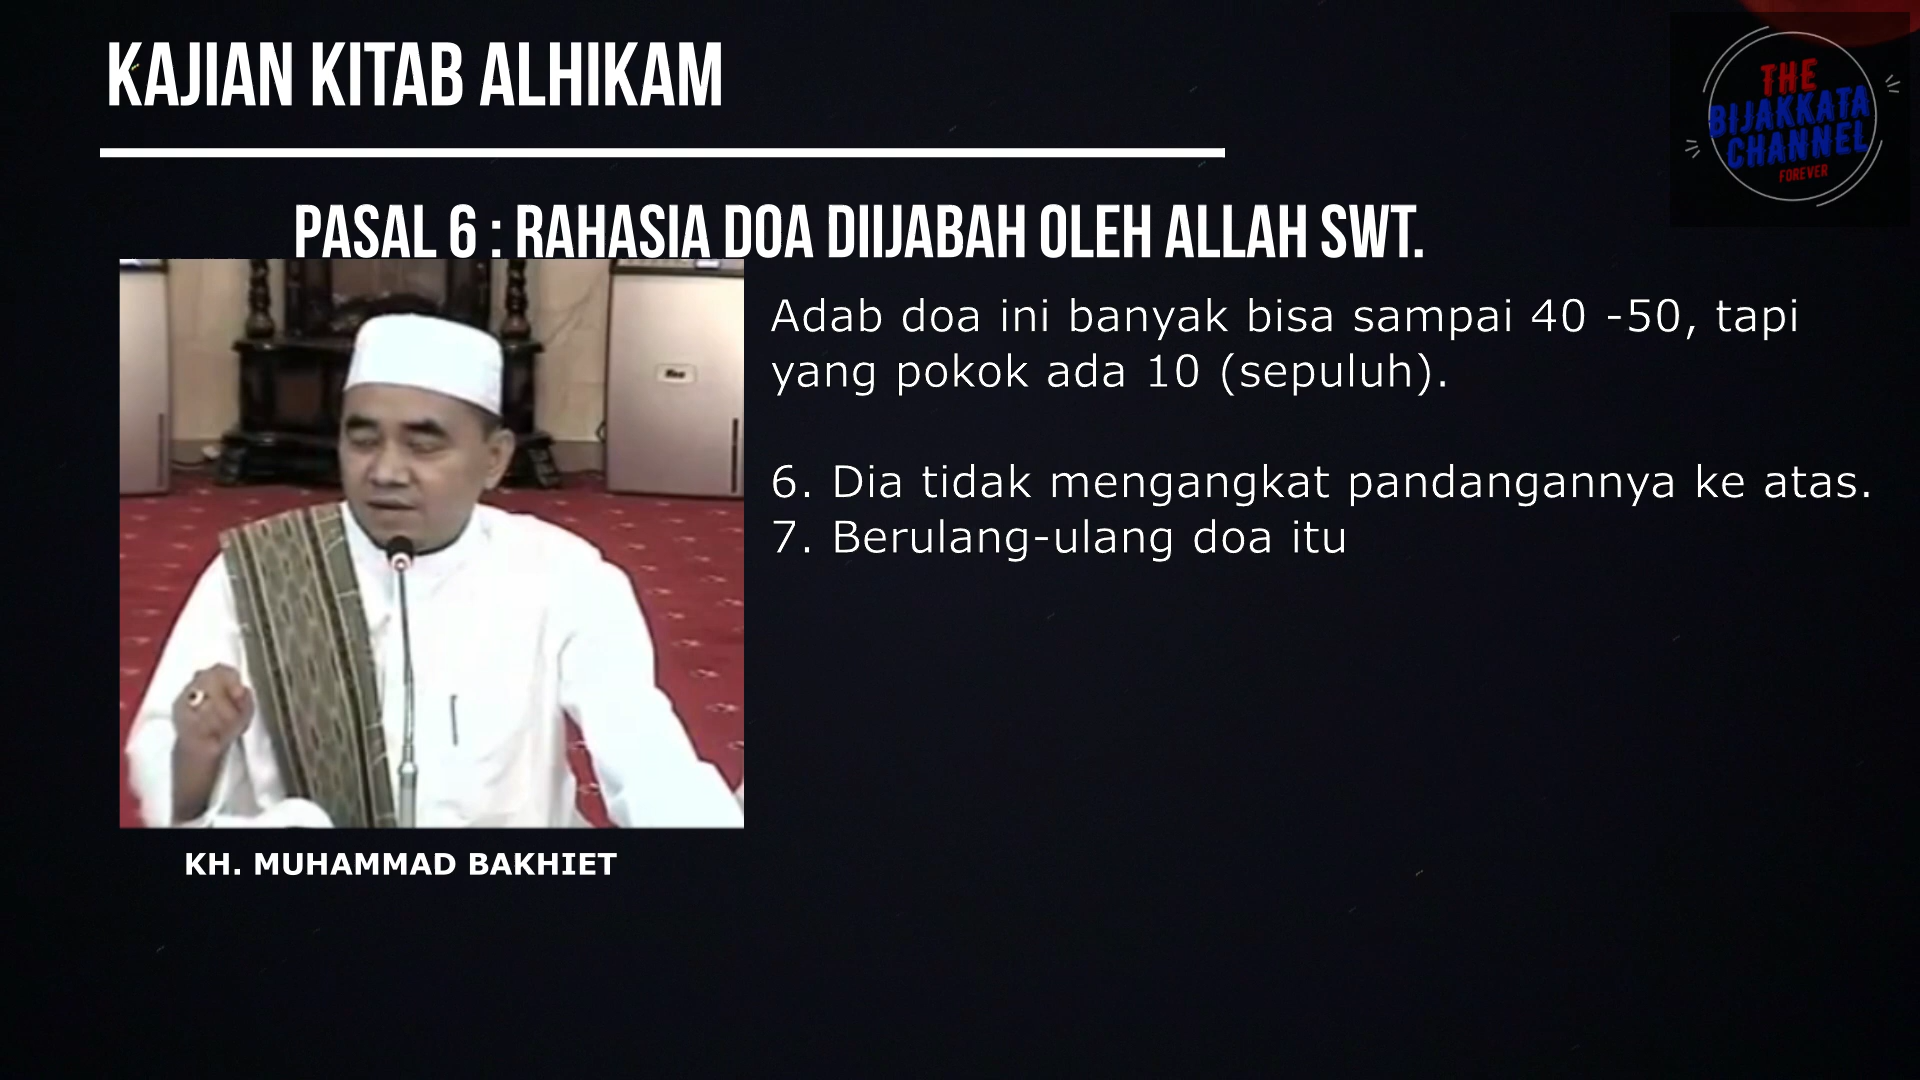 KAJIAN KITAB ALHIKAM
THE
BIJAKKATA
CHANNEL
FOREVER
PASAL 6 : RAHASIA DOA DIIJABAH OLEH ALLAH SWT.
Adab doa ini banyak bisa sampai 40 -50, tapi
yang pokok ada 10 (sepuluh).
6. Dia tidak mengangkat pandangannya ke atas.
7. Berulang-ulang doa itu
KH. MUHAMMAD BAKHIET